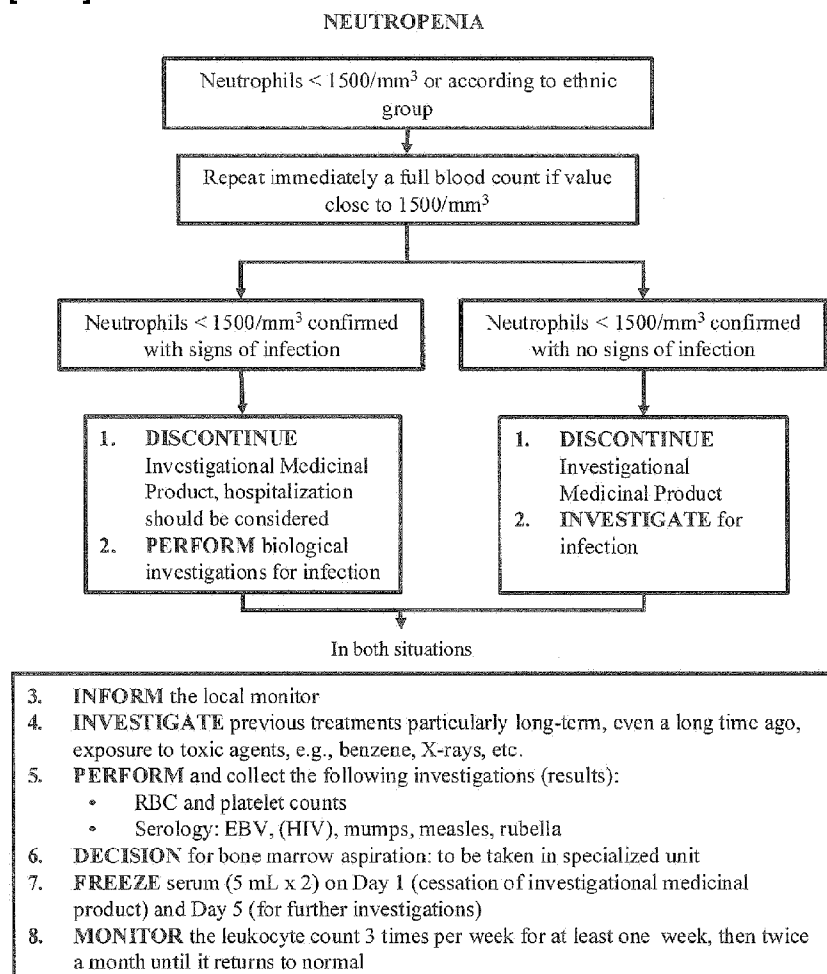 NEUTROPENIA
Neutrophils < 1500/mm³ or according to ethnic
group
Repeat immediately a full blood count if value
close to 1500/mm³
Neutrophils < 1500/mm³ confirmed
with signs of infection
Neutrophils < 1500/mm³ confirmed
with no signs of infection
1. DISCONTINUE
Investigational Medicinal
Product, hospitalization
should be considered
2. PERFORM biological
investigations for infection
1. DISCONTINUE
Investigational
Medicinal Product
2. INVESTIGATE for
infection
In both situations
3. INFORM the local monitor
4. INVESTIGATE previous treatments particularly long-term, even a long time ago,
exposure to toxic agents, e.g., benzene, X-rays, etc.
5. PERFORM and collect the following investigations (results):
• RBC and platelet counts
• Serology: EBV, (HIV), mumps, measles, rubella
6. DECISION for bone marrow aspiration: to be taken in specialized unit
7. FREEZE serum (5 mL x 2) on Day 1 (cessation of investigational medicinal
product) and Day 5 (for further investigations)
8. MONITOR the leukocyte count 3 times per week for at least one week, then twice
a month until it returns to normal